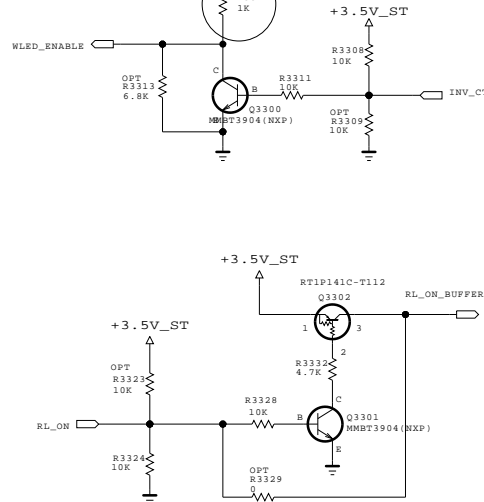 1K
+3.5V_ST
WLED_ENABLE
R3308
10K
C
OPT
R3313
6.8K
R3311
10K
B
INV_CT
Q3300
MMBT3904(NXP)
OPT
R3309
10K
+3.5V_ST
RT1P141C-T112
Q3302
RL_ON_BUFFER
1
3
+3.5V_ST
2
OPT
R3323
10K
R3332
4.7K
R3328
10K
C
B
Q3301
MMBT3904(NXP)
RL_ON
E
R3324
10K
OPT
R3329
0